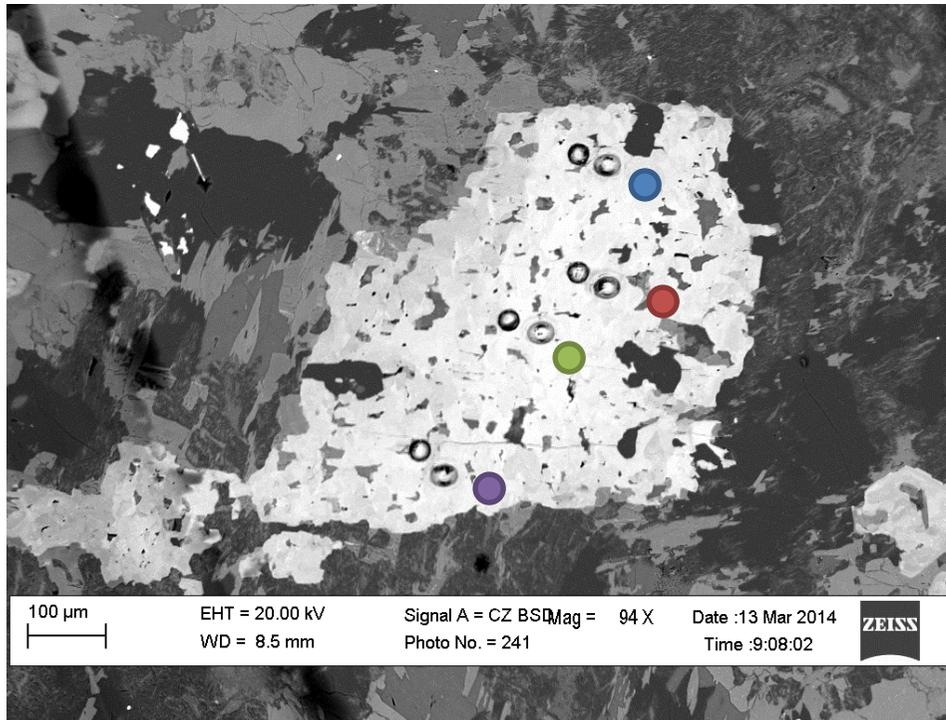 100 µm
EHT = 20.00 kV
WD = 8.5 mm
Signal A = CZ BSD
Photo No. = 241
Mag = 94 X
Date :13 Mar 2014
Time :9:08:02
ZEISS